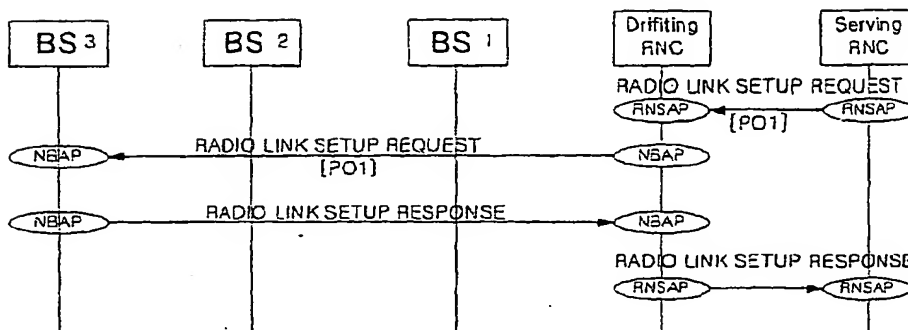 BS 3
BS 2
BS 1
Drifiting
RNC
Serving
RNC
RADIO LINK SETUP REQUEST
RNSAP
RNSAP
[PO1]
RADIO LINK SETUP REQUEST
NBAP
NBAP
[PO1]
RADIO LINK SETUP RESPONSE
NBAP
NBAP
RADIO LINK SETUP RESPONSE
RNSAP
RNSAP